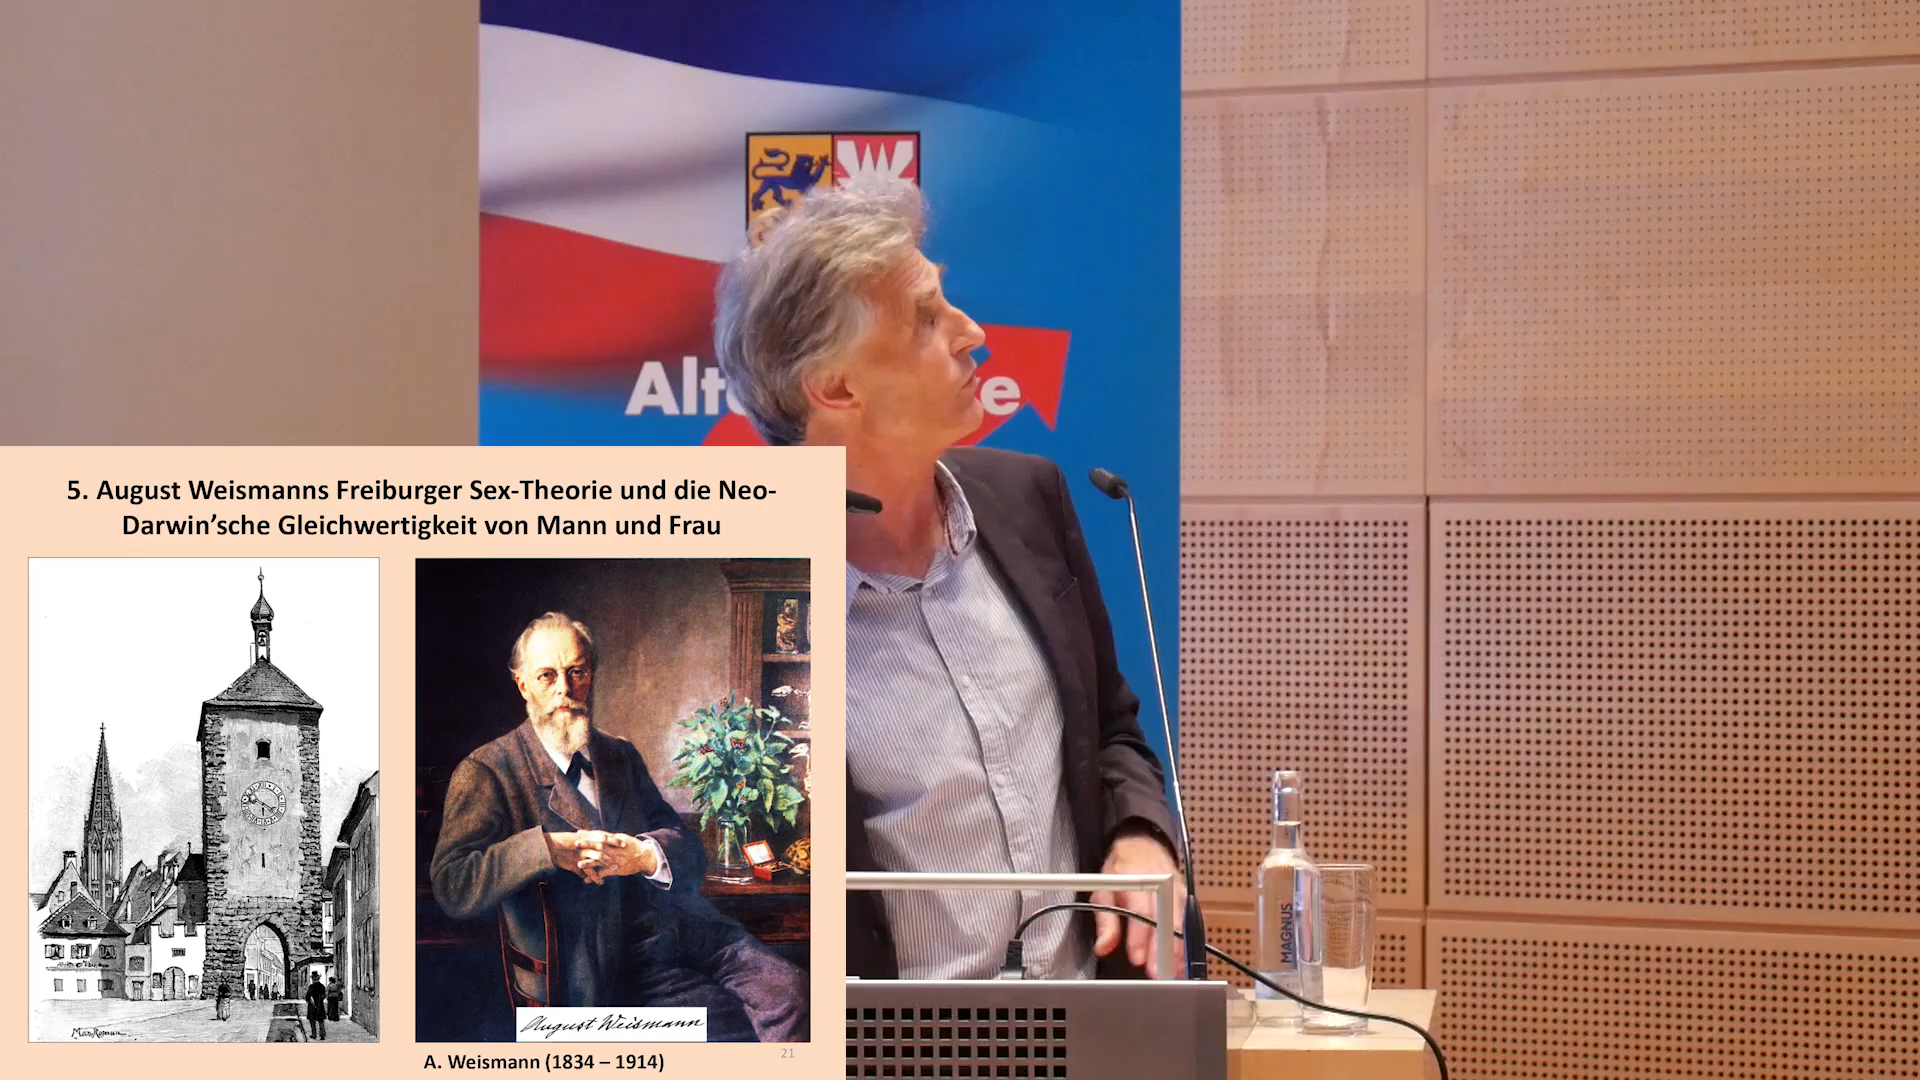 Alt
e
5. August Weismanns Freiburger Sex-Theorie und die Neo-
Darwin’sche Gleichwertigkeit von Mann und Frau
August Weismann
A. Weismann (1834 – 1914)
21
MAGNUS